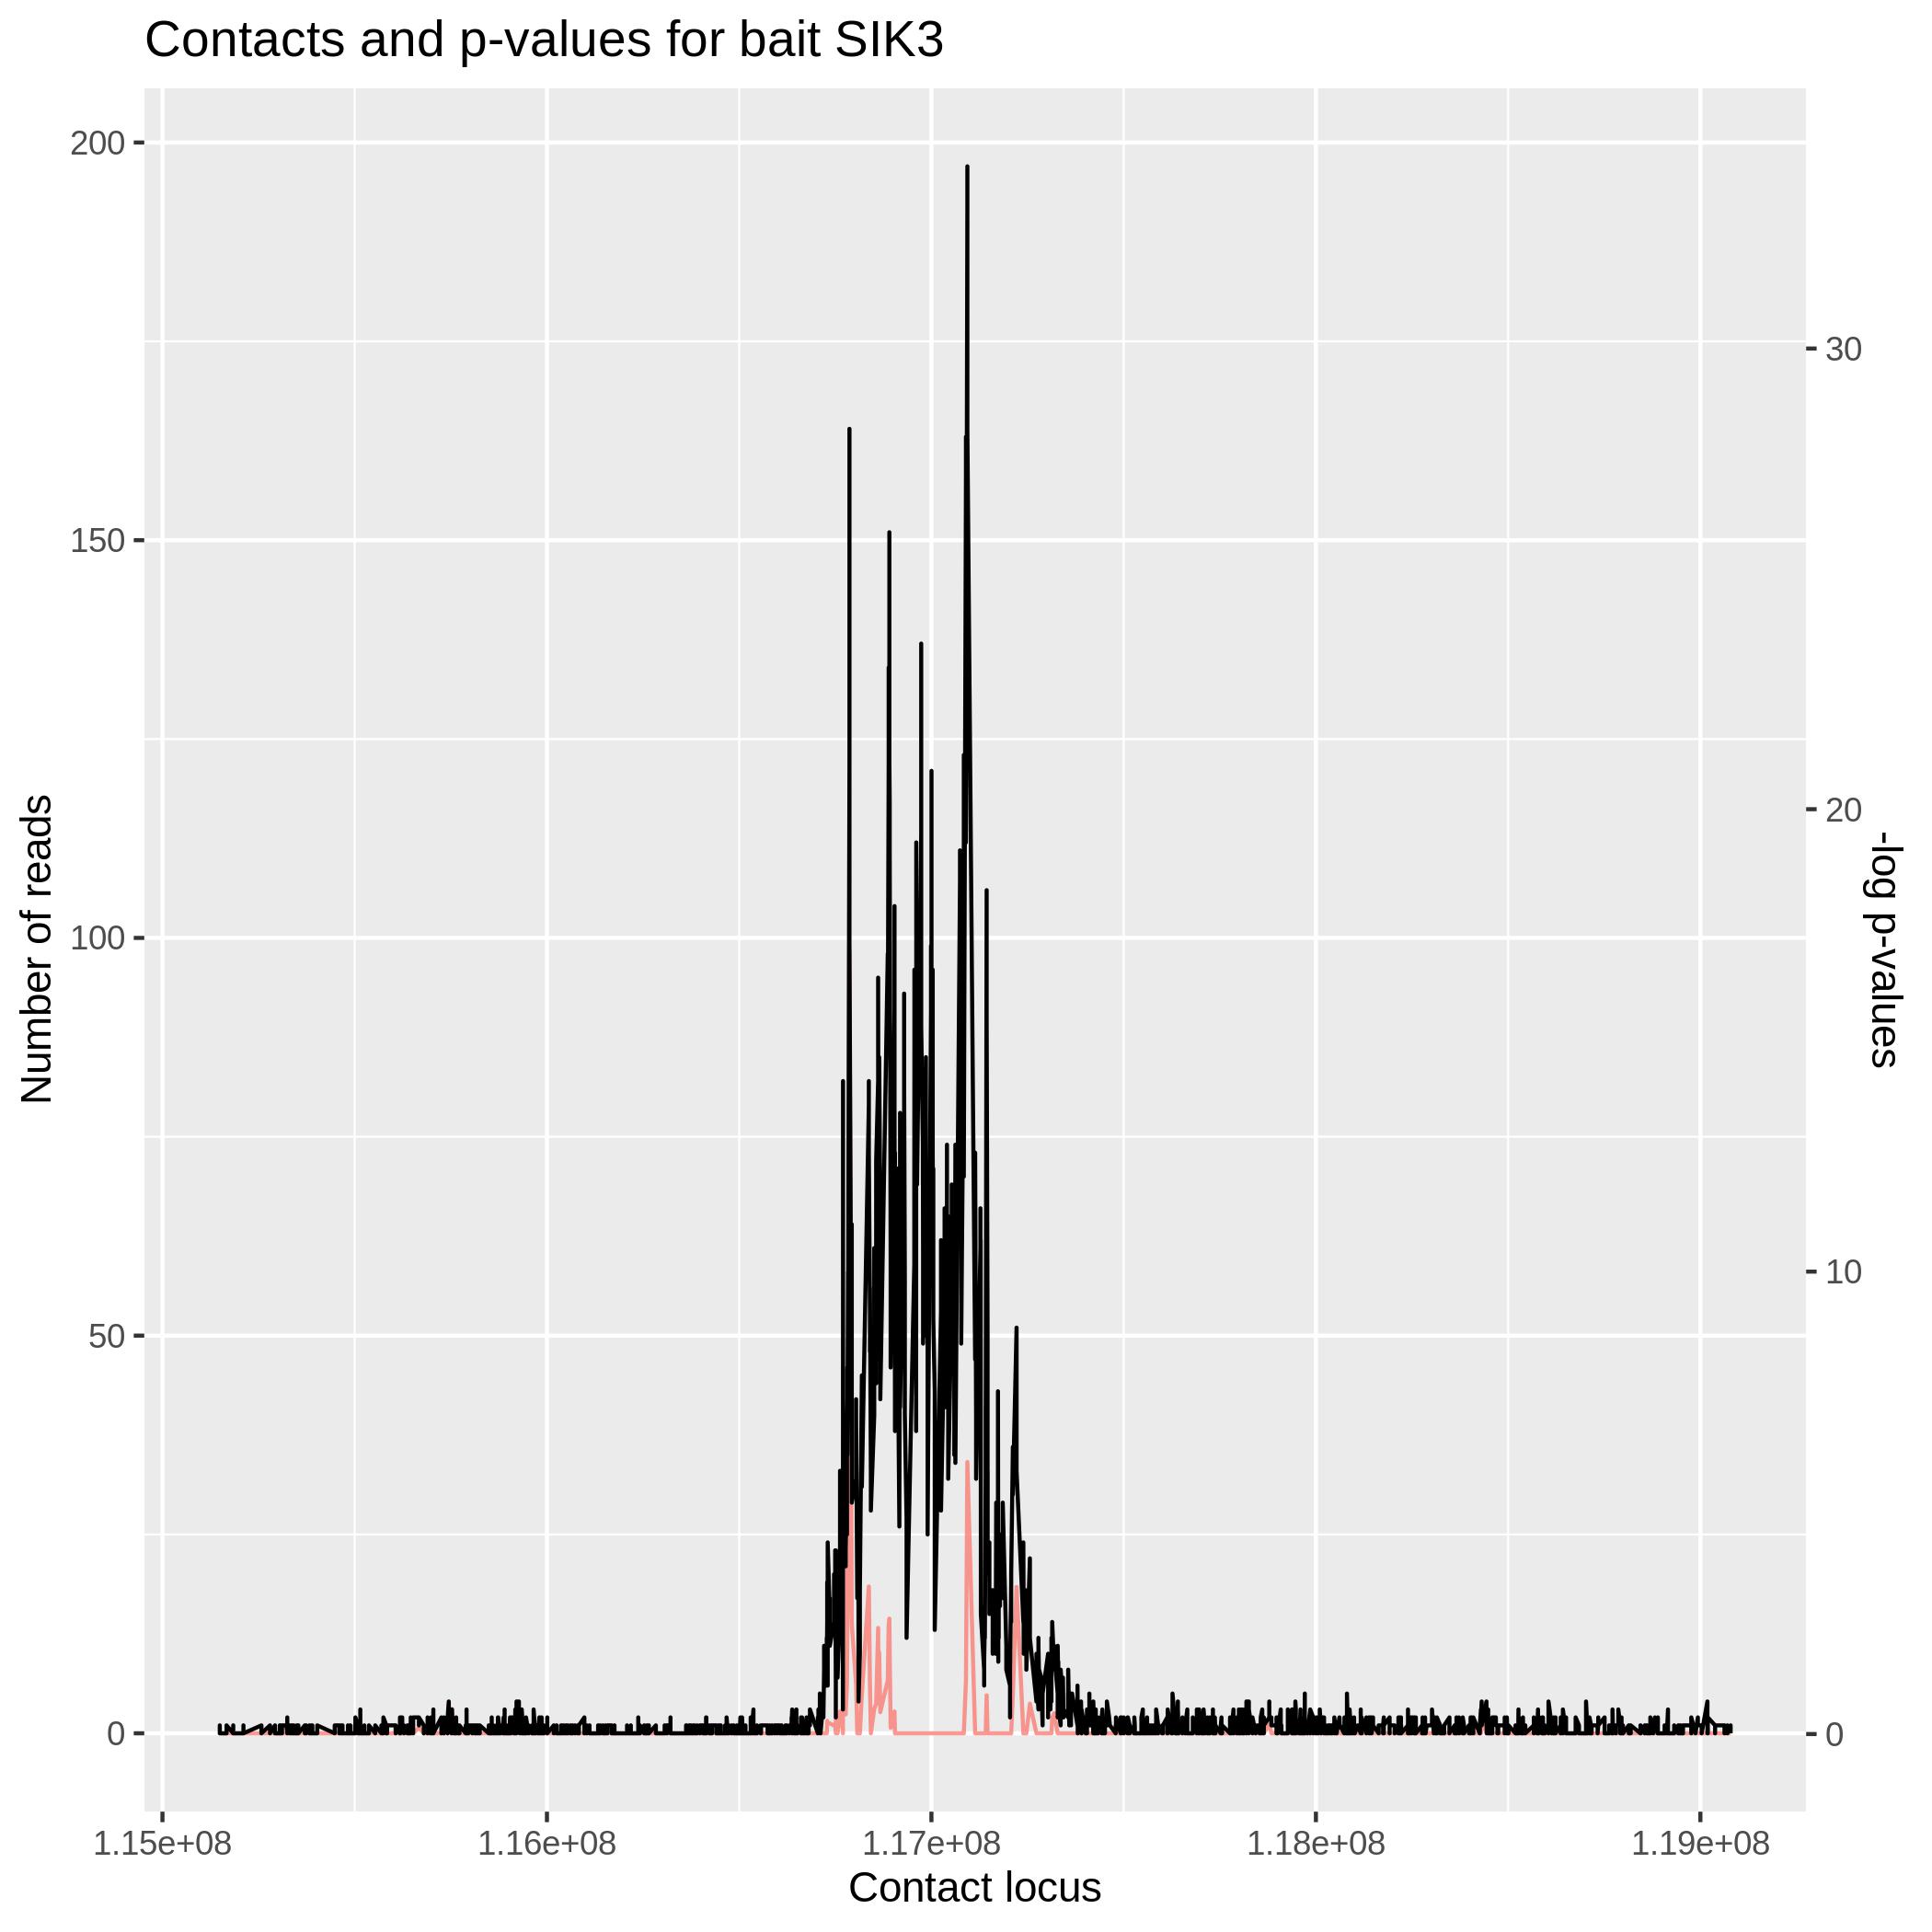 Contacts and p-values for bait SIK3
200
150
100
50
0
30
20
10
0
Number of reads
-log p-values
1.15e+08
1.16e+08
1.17e+08
1.18e+08
1.19e+08
Contact locus